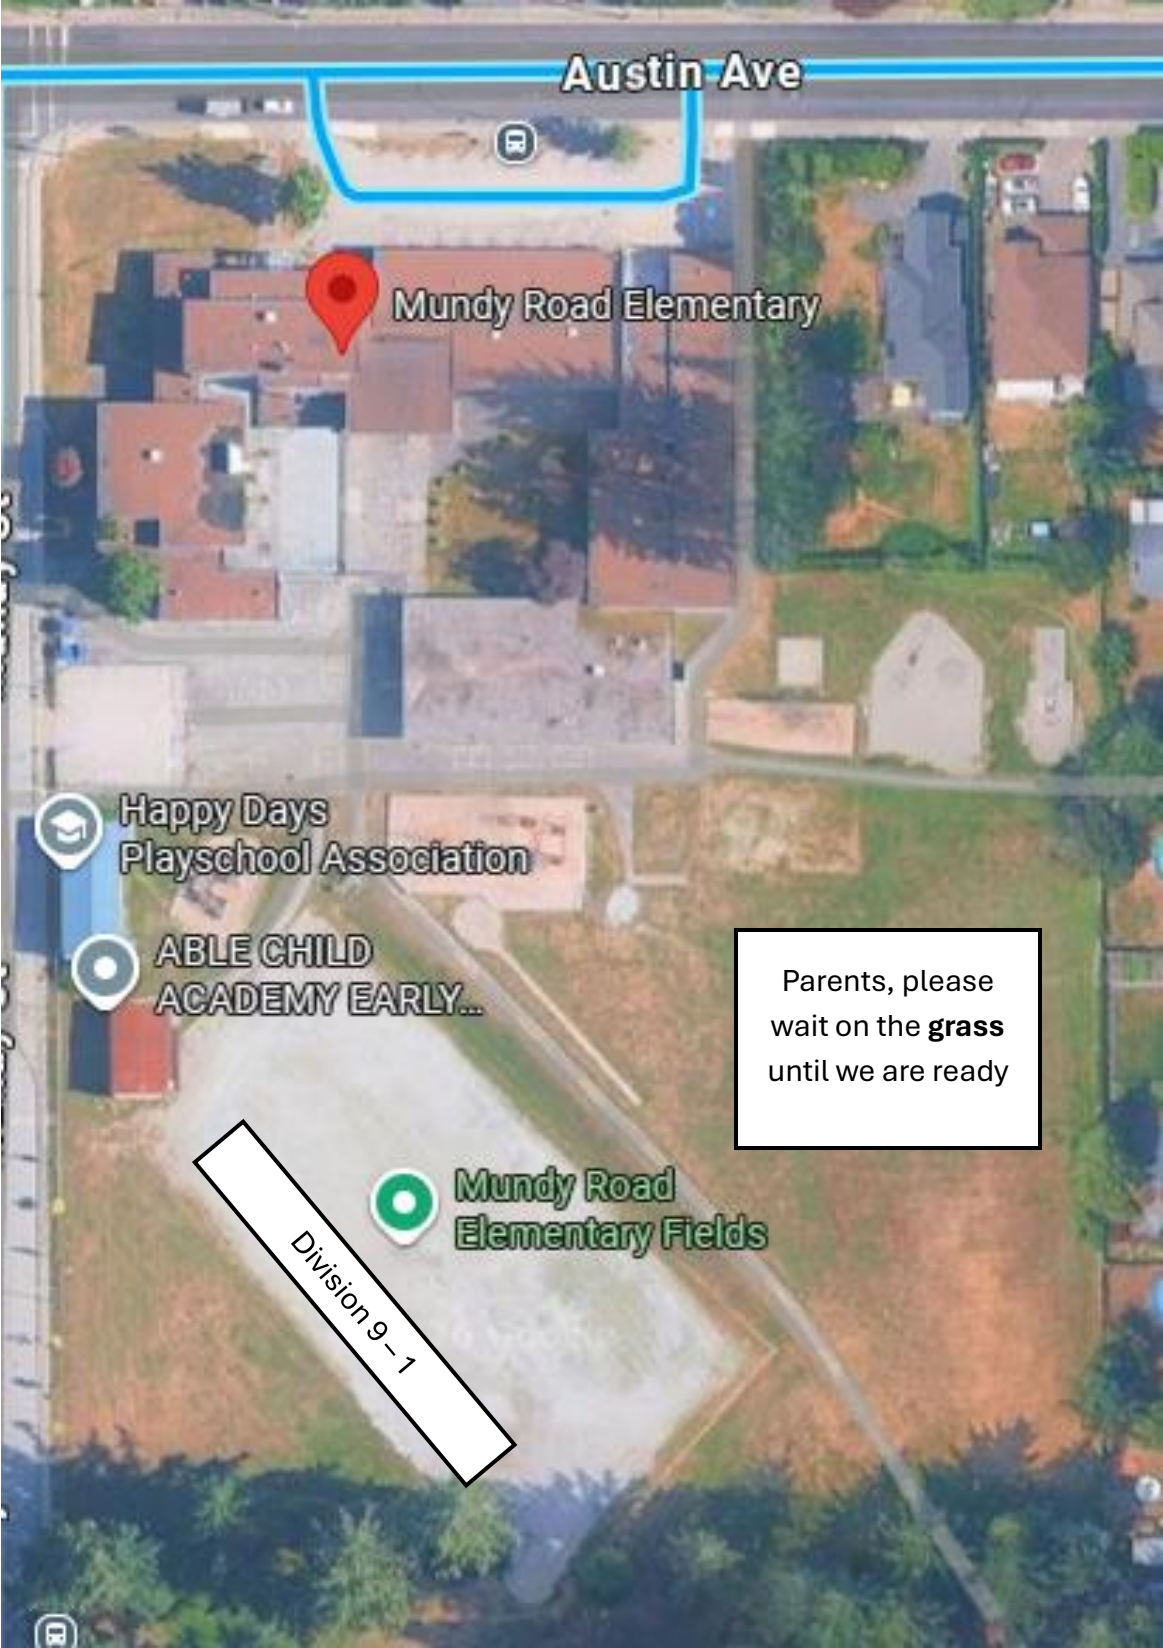 Austin Ave
Mundy Road Elementary
Happy Days
Playschool Association
ABLE CHILD
ACADEMY EARLY...
Parents, please
wait on the grass
until we are ready
Mundy Road
Elementary Fields
Division 9 – 1